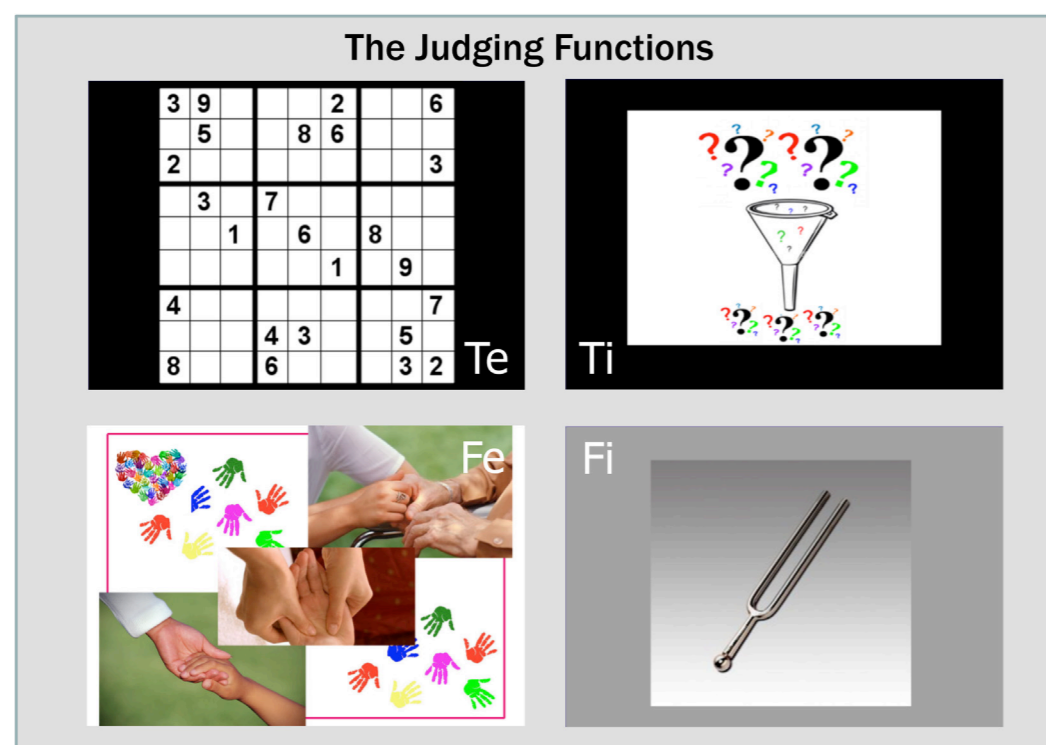 The Judging Functions
3 9 2 6
5 8 6
2 3
3 7
1 6 8
1 9
4 7
4 3 5
8 6 3 2
Te
? ? ? ? ? ? ? ? ? ? ? ?
? ? ?
? ? ?
?
? ? ? ? ? ? ? ? ? ? ? ? ? ? ? ? ? ?
Ti
Fe
Fi